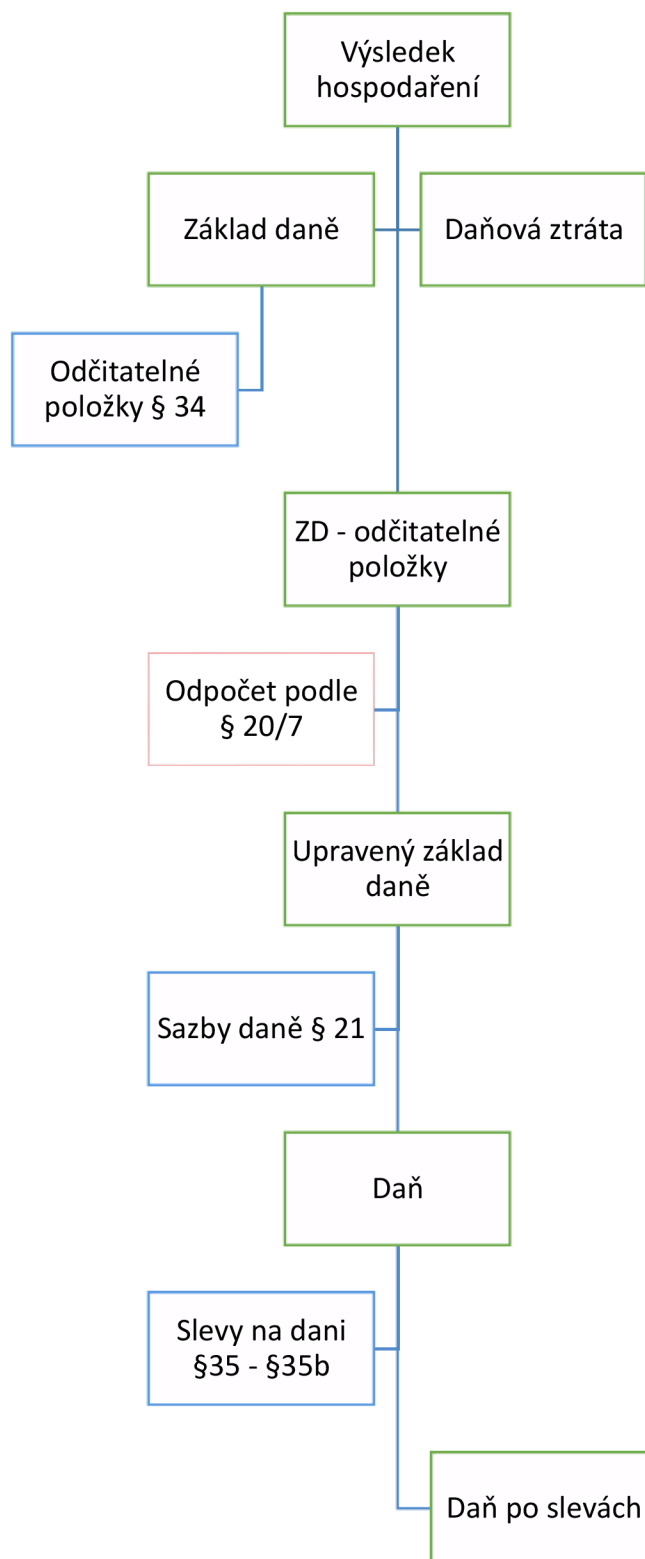 Výsledek
hospodaření
Základ daně
Daňová ztráta
Odčitatelné
položky § 34
ZD - odčitatelné
položky
Odpočet podle
§ 20/7
Upravený základ
daně
Sazby daně § 21
Daň
Slevy na dani
§35 - §35b
Daň po slevách